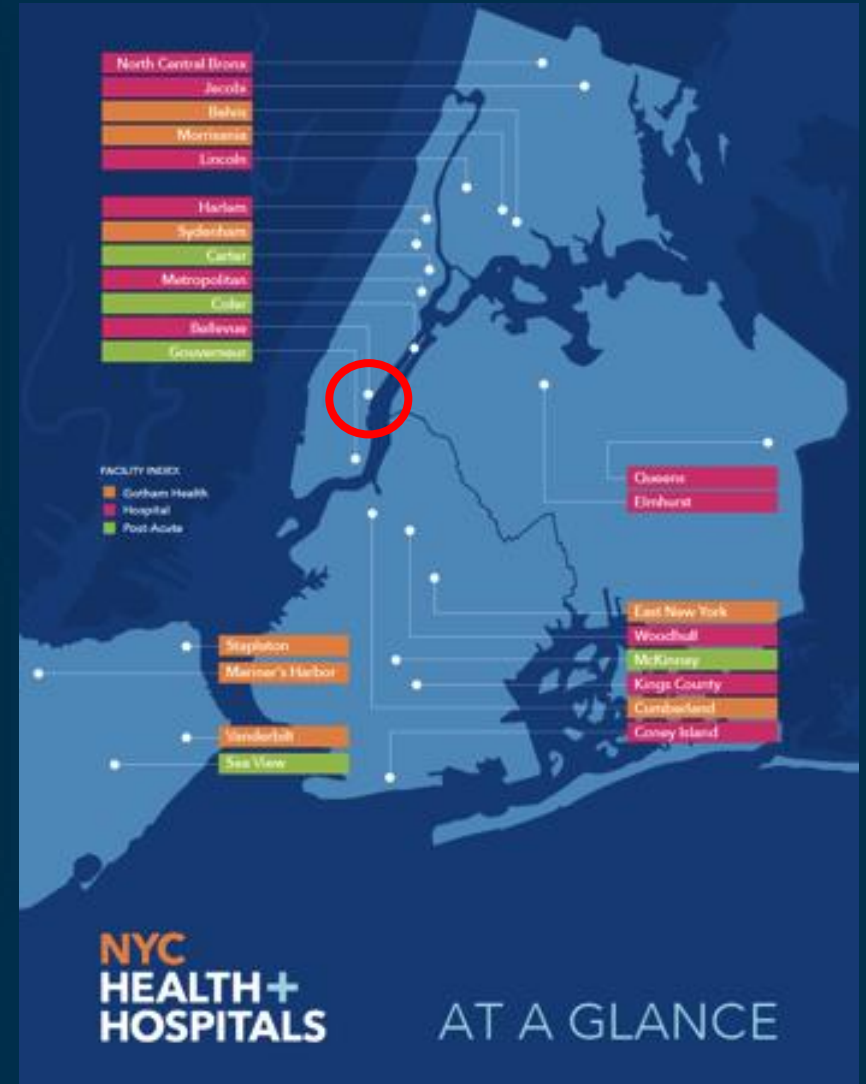 North Central Bronx
Jacobi
Belvis
Morrisania
Lincoln
Harlem
Sydenham
Carter
Metropolitan
Coler
Bellevue
Gouverneur
FACILITY INDEX
Gotham Health
Hospital
Post-Acute
Queens
Elmhurst
East New York
Woodhull
McKinney
Kings County
Cumberland
Coney Island
Stapleton
Mariner's Harbor
Vanderbilt
Sea View
NYC
HEALTH+
HOSPITALS
AT A GLANCE